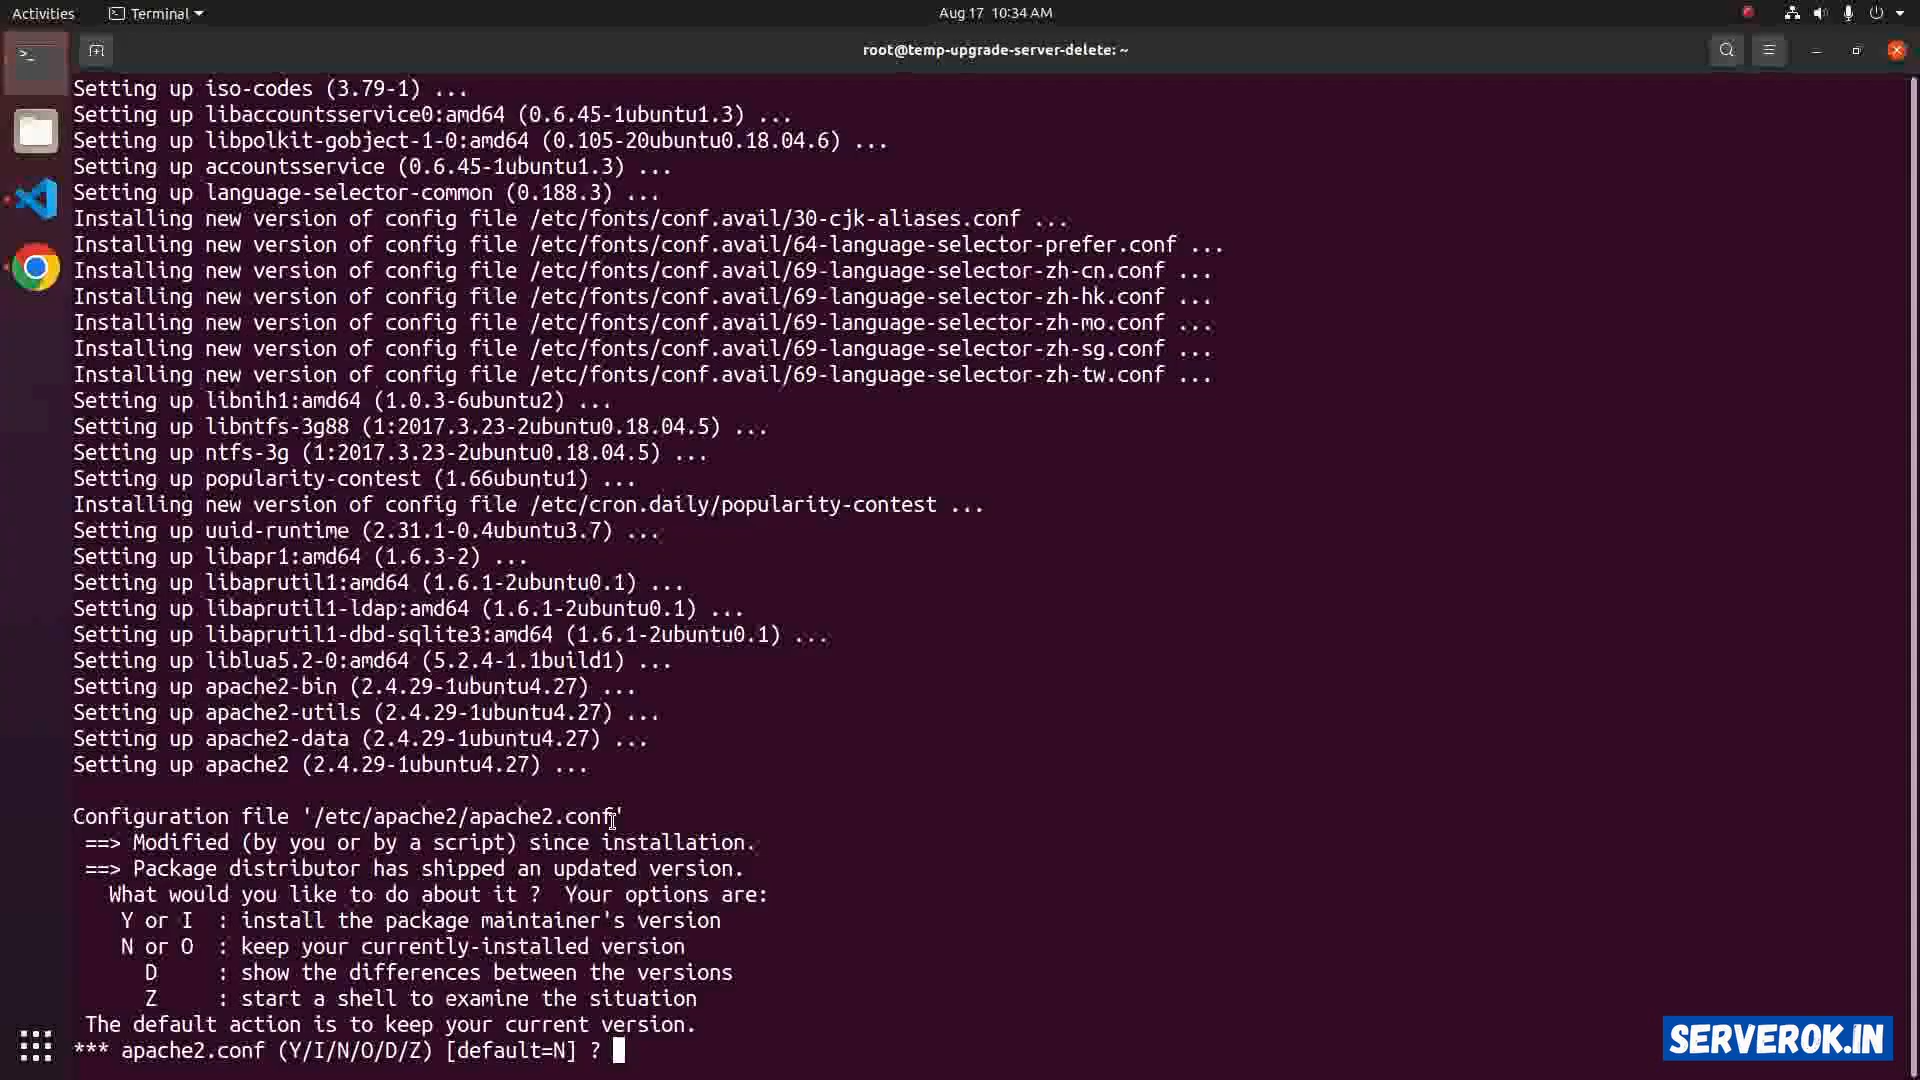 Activities
Terminal
Aug 17 10:34 AM
root@temp-upgrade-server-delete: ~
Setting up iso-codes (3.79-1) ...
Setting up libaccountsservice0:amd64 (0.6.45-1ubuntu1.3) ...
Setting up libpolkit-gobject-1-0:amd64 (0.105-20ubuntu0.18.04.6) ...
Setting up accountsservice (0.6.45-1ubuntu1.3) ...
Setting up language-selector-common (0.188.3) ...
Installing new version of config file /etc/fonts/conf.avail/30-cjk-aliases.conf ...
Installing new version of config file /etc/fonts/conf.avail/64-language-selector-prefer.conf ...
Installing new version of config file /etc/fonts/conf.avail/69-language-selector-zh-cn.conf ...
Installing new version of config file /etc/fonts/conf.avail/69-language-selector-zh-hk.conf ...
Installing new version of config file /etc/fonts/conf.avail/69-language-selector-zh-mo.conf ...
Installing new version of config file /etc/fonts/conf.avail/69-language-selector-zh-sg.conf ...
Installing new version of config file /etc/fonts/conf.avail/69-language-selector-zh-tw.conf ...
Setting up libnih1:amd64 (1.0.3-6ubuntu2) ...
Setting up libntfs-3g88 (1:2017.3.23-2ubuntu0.18.04.5) ...
Setting up ntfs-3g (1:2017.3.23-2ubuntu0.18.04.5) ...
Setting up popularity-contest (1.66ubuntu1) ...
Installing new version of config file /etc/cron.daily/popularity-contest ...
Setting up uuid-runtime (2.31.1-0.4ubuntu3.7) ...
Setting up libapr1:amd64 (1.6.3-2) ...
Setting up libaprutil1:amd64 (1.6.1-2ubuntu0.1) ...
Setting up libaprutil1-ldap:amd64 (1.6.1-2ubuntu0.1) ...
Setting up libaprutil1-dbd-sqlite3:amd64 (1.6.1-2ubuntu0.1) ...
Setting up liblua5.2-0:amd64 (5.2.4-1.1build1) ...
Setting up apache2-bin (2.4.29-1ubuntu4.27) ...
Setting up apache2-utils (2.4.29-1ubuntu4.27) ...
Setting up apache2-data (2.4.29-1ubuntu4.27) ...
Setting up apache2 (2.4.29-1ubuntu4.27) ...
Configuration file '/etc/apache2/apache2.conf'
==> Modified (by you or by a script) since installation.
==> Package distributor has shipped an updated version.
What would you like to do about it ?  Your options are:
Y or I  : install the package maintainer's version
N or O  : keep your currently-installed version
D     : show the differences between the versions
Z     : start a shell to examine the situation
The default action is to keep your current version.
*** apache2.conf (Y/I/N/O/D/Z) [default=N] ?
SERVEROK.IN